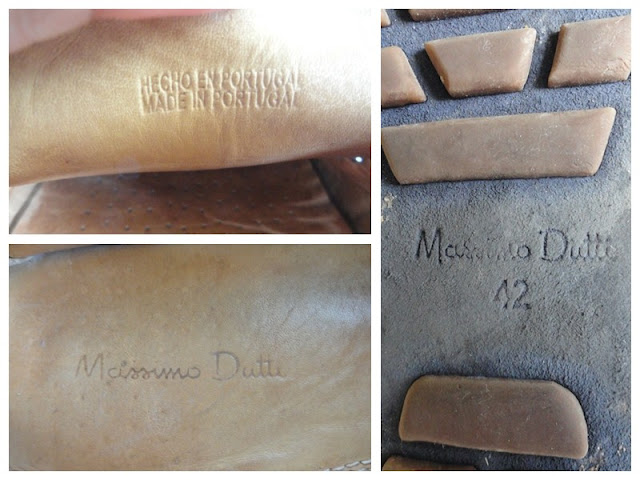 HECHO EN PORTUGAL
MADE IN PORTUGAL
Massimo Dutti
Massimo Dutti
42